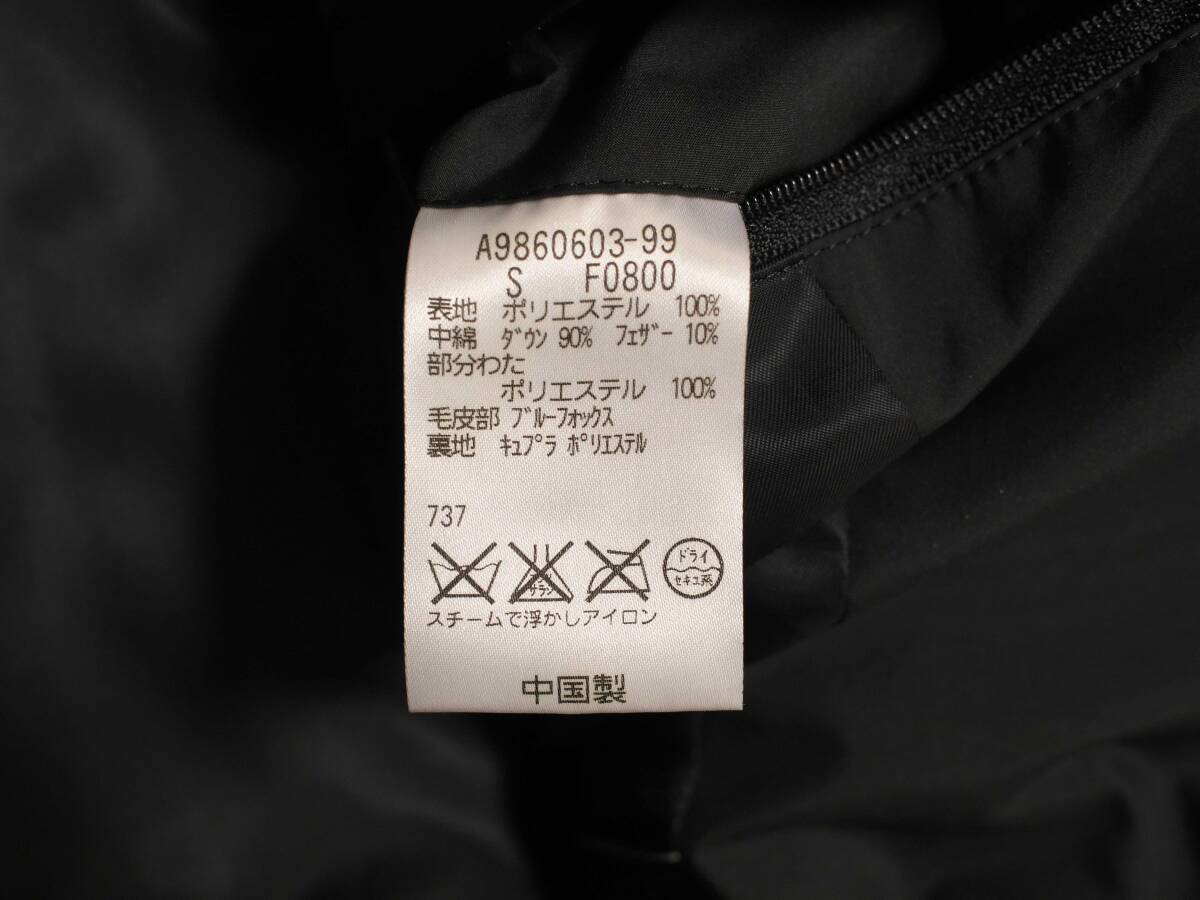 A9860603-99
S F0800
表地 ポリエステル 100%
中綿 ﾀﾞｳﾝ 90% ﾌｪｻﾞｰ 10%
部分わた
ポリエステル 100%
毛皮部 ﾌﾞﾙｰﾌｫｯｸｽ
裏地 ｷｭﾌﾟﾗ ﾎﾟﾘｴｽﾃﾙ
737
サラシ
ドライ
セキユ系
スチームで浮かしアイロン
中国製